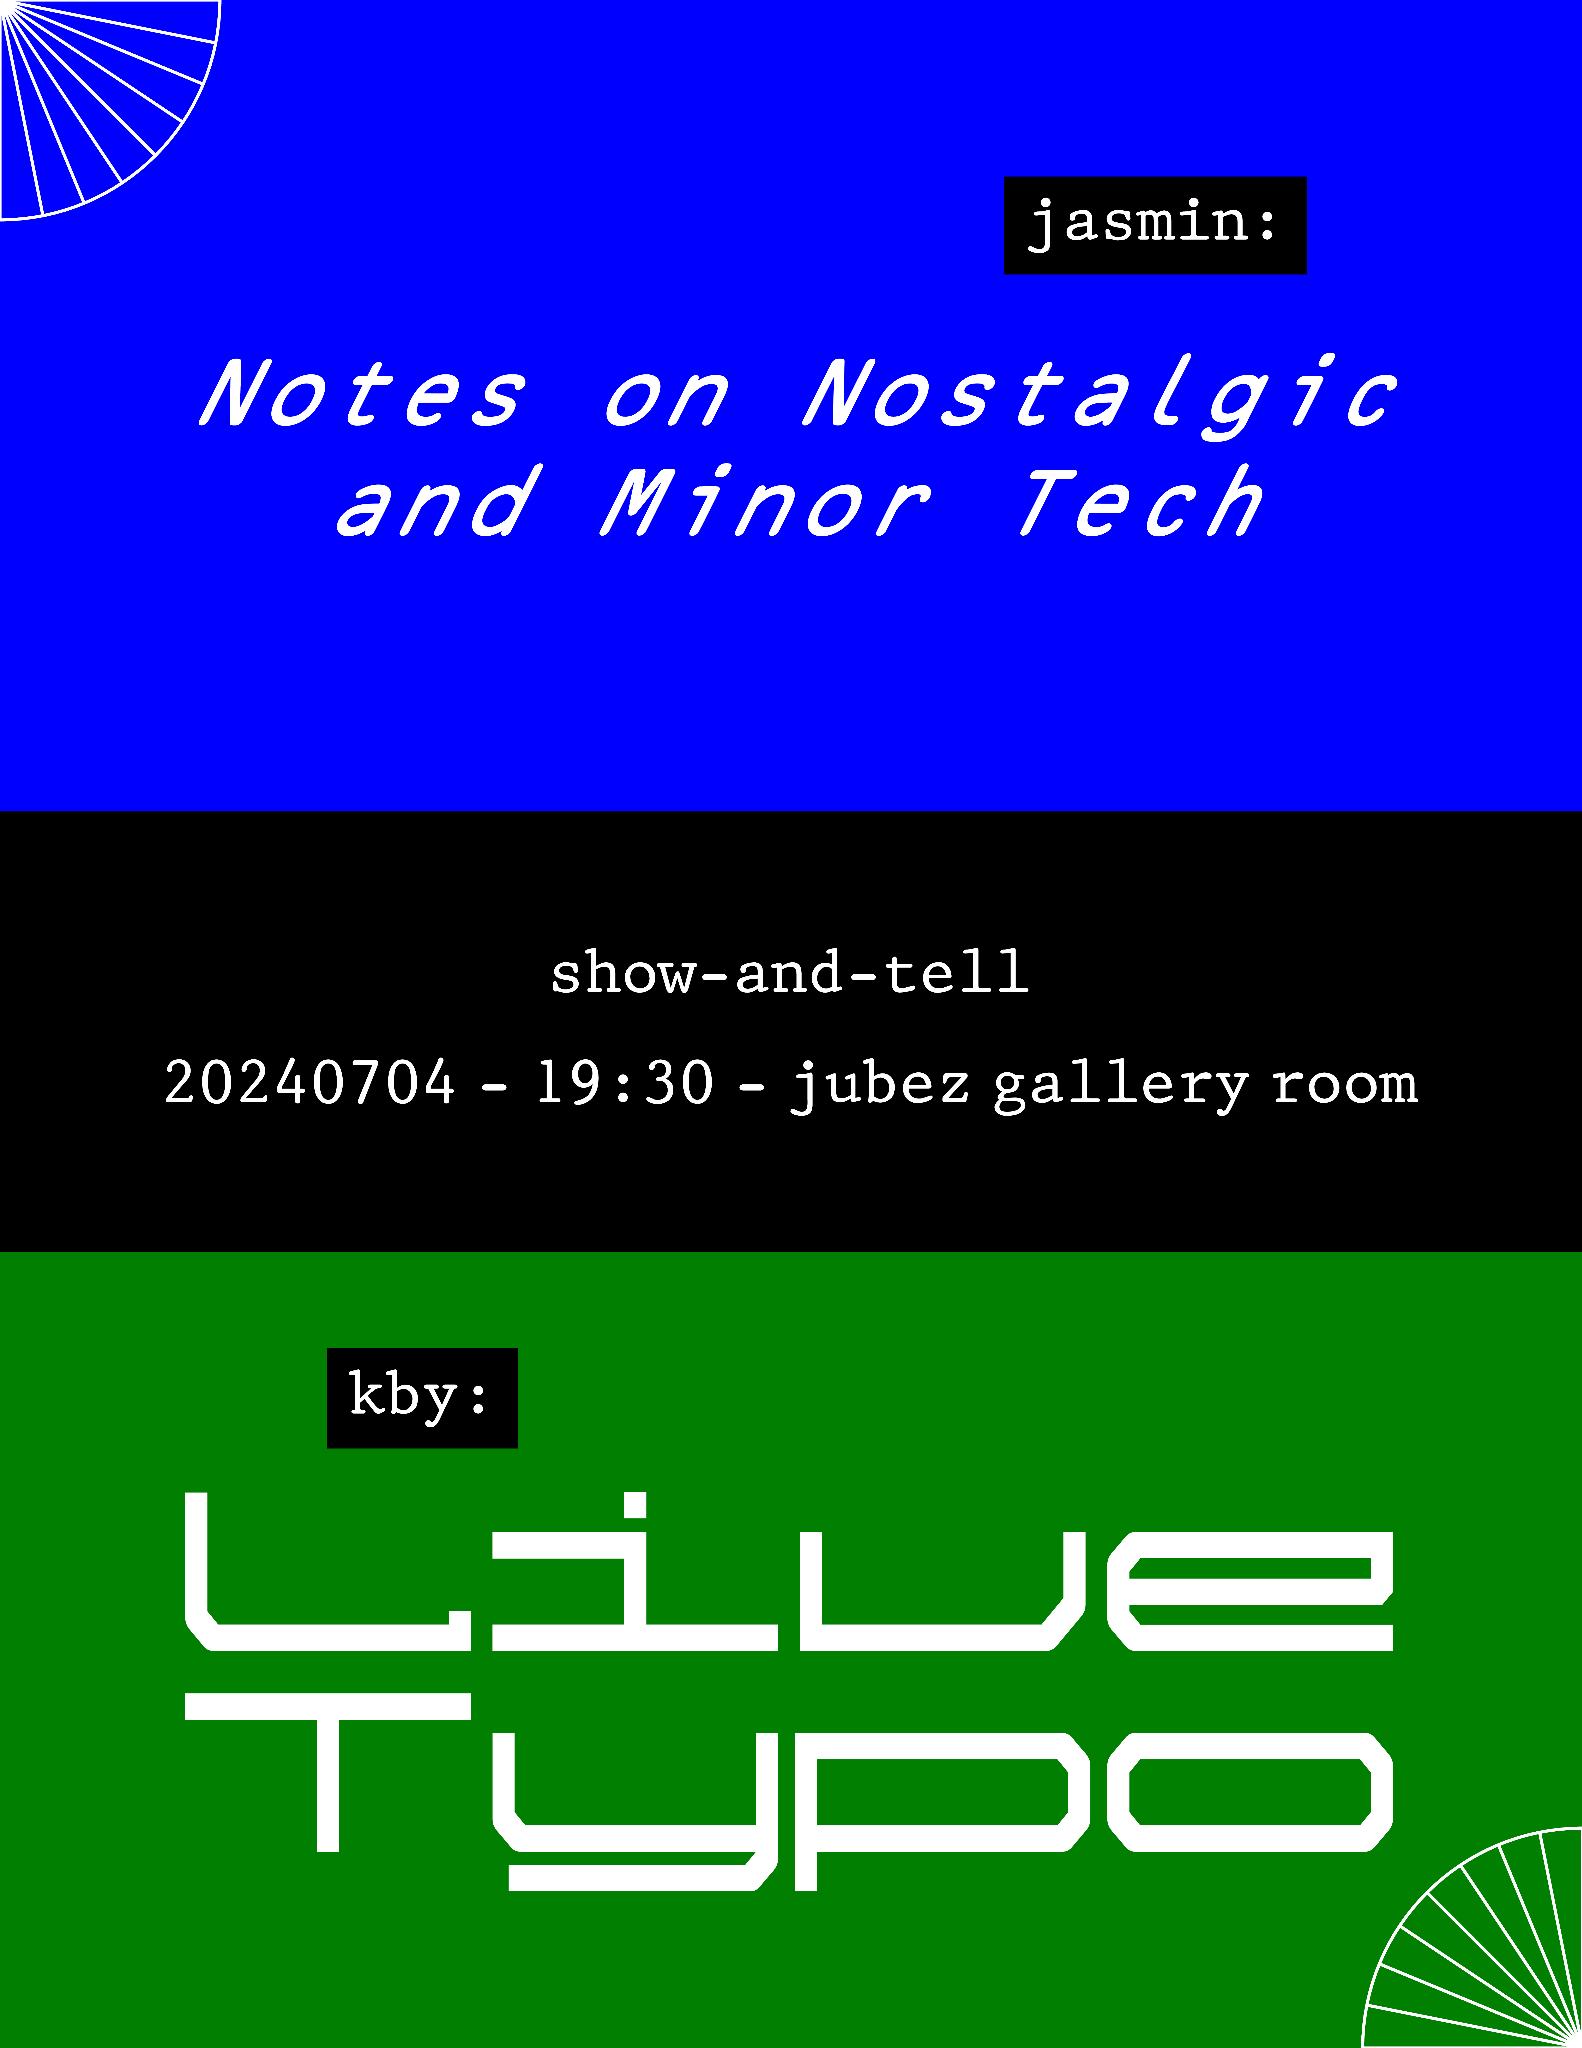 jasmin:
Notes on Nostalgic
and Minor Tech
show-and-tell
20240704 - 19:30 - jubez gallery room
kby:
Live
Typo